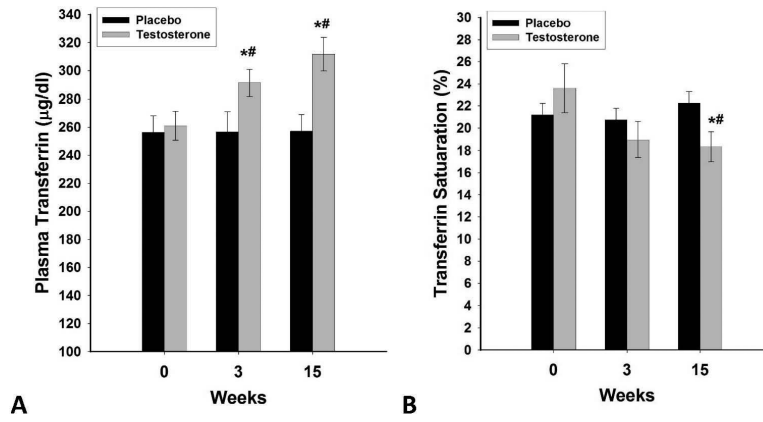 Placebo
Testosterone
Plasma Transferrin (µg/dl)
340
320
300
280
260
240
220
200
180
160
140
120
100
*#
*#
0 3 15
Weeks
A
Placebo
Testosterone
Transferrin Satuaration (%)
30
28
26
24
22
20
18
16
14
12
10
8
6
4
2
0
*#
0 3 15
Weeks
B